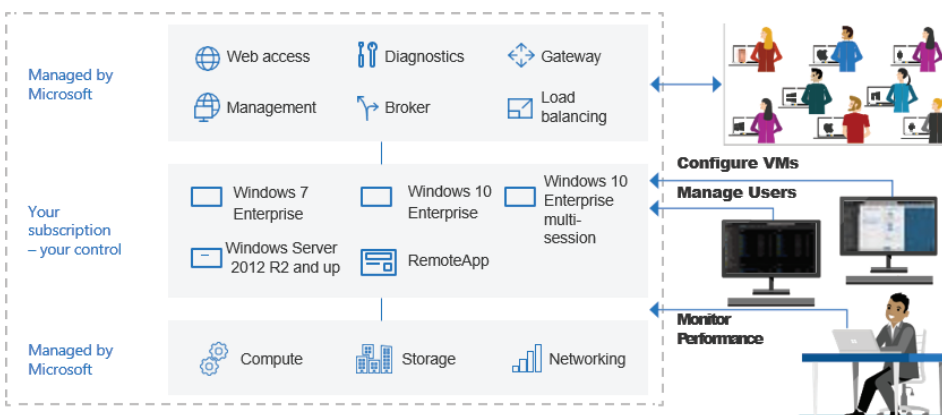 Managed by
Microsoft
Web access
Diagnostics
Gateway
Management
Broker
Load
balancing
Your
subscription
– your control
Windows 7
Enterprise
Windows 10
Enterprise
Windows 10
Enterprise
multi-
session
Windows Server
2012 R2 and up
RemoteApp
Managed by
Microsoft
Compute
Storage
Networking
Configure VMs
Manage Users
Monitor
Performance